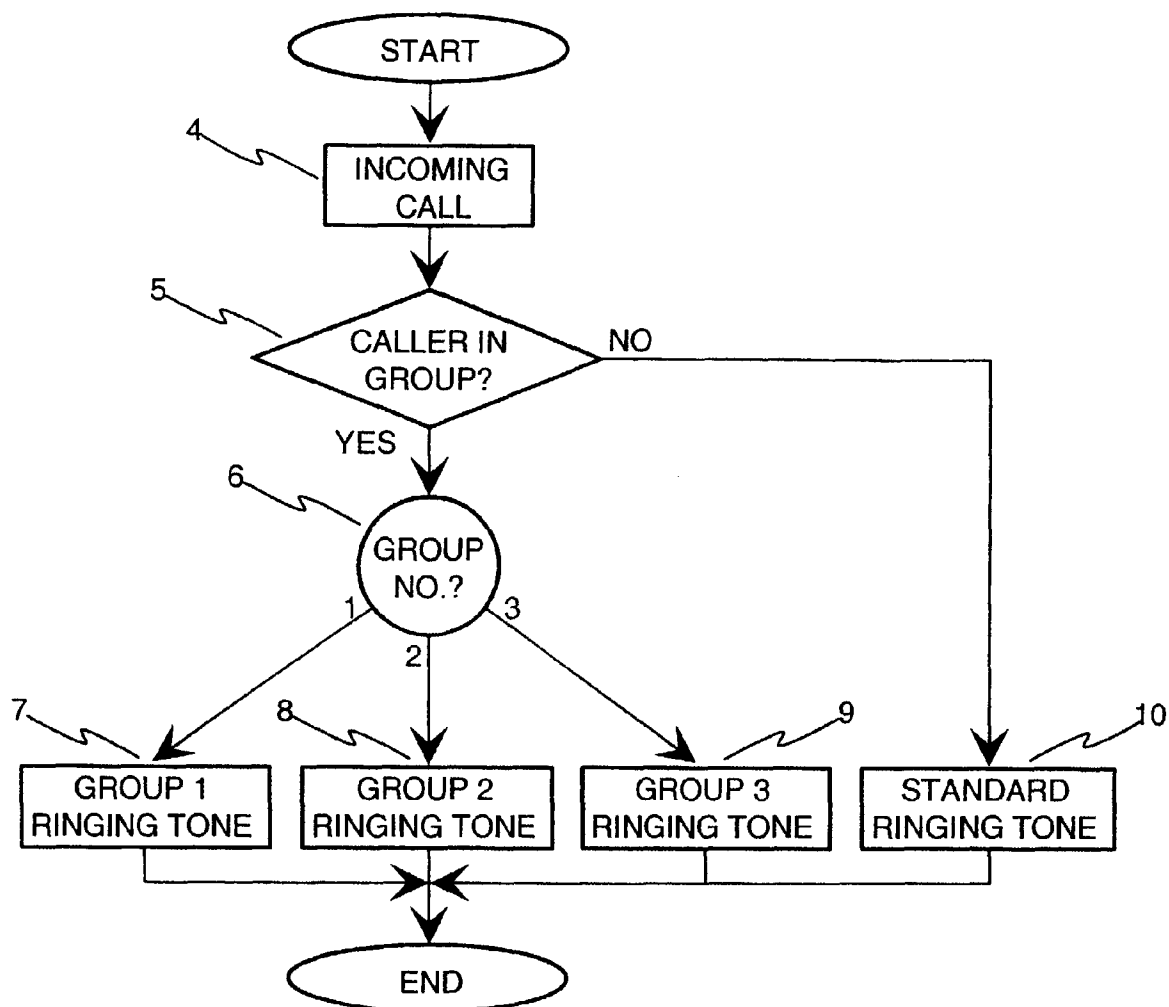 START
4
INCOMING
CALL
5
CALLER IN
GROUP?
NO
YES
6
GROUP
NO.?
1
2
3
7
8
9
10
GROUP 1
RINGING TONE
GROUP 2
RINGING TONE
GROUP 3
RINGING TONE
STANDARD
RINGING TONE
END